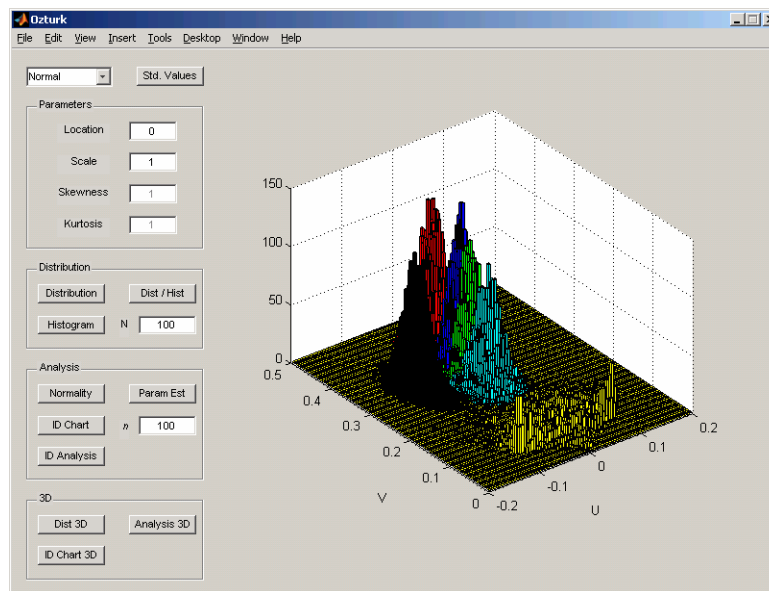 Ozturk
File Edit View Insert Tools Desktop Window Help
Normal Std. Values
Parameters
Location 0
Scale 1
Skewness 1
Kurtosis 1
Distribution
Distribution Dist / Hist
Histogram N 100
Analysis
Normality Param Est
ID Chart n 100
ID Analysis
3D
Dist 3D Analysis 3D
ID Chart 3D
150
100
50
0
0.5
0.4
0.3
0.2
0.1
0
V
-0.2
-0.1
0
0.1
0.2
U